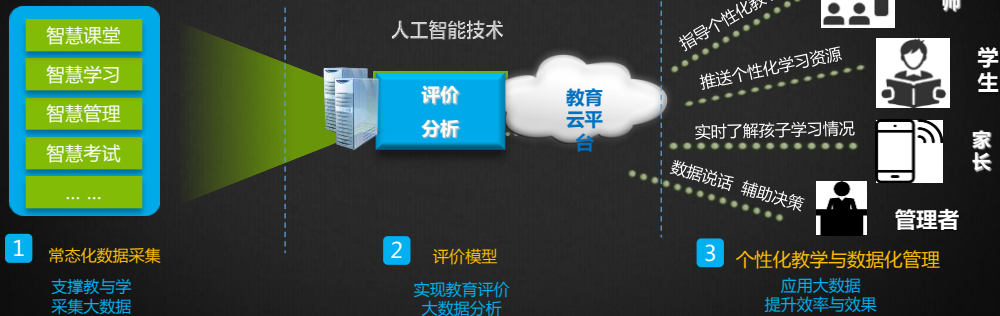 智慧课堂
智慧学习
智慧管理
智慧考试
... ...
1
常态化数据采集
支撑教与学
采集大数据
人工智能技术
评价
分析
教育
云平
台
2
评价模型
实现教育评价
大数据分析
指导个性化教
师
推送个性化学习资源
学
生
实时了解孩子学习情况
家
长
数据说话 辅助决策
管理者
3
个性化教学与数据化管理
应用大数据
提升效率与效果